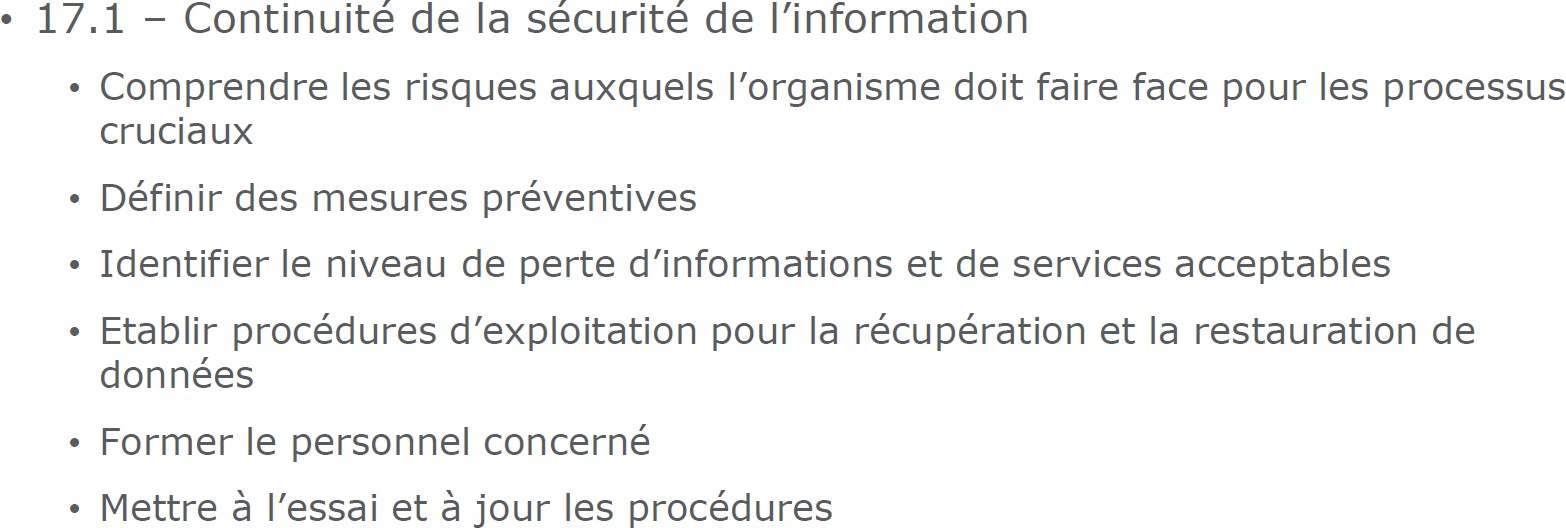 • 17.1 – Continuité de la sécurité de l’information
• Comprendre les risques auxquels l’organisme doit faire face pour les processus
cruciaux
• Définir des mesures préventives
• Identifier le niveau de perte d’informations et de services acceptables
• Etablir procédures d’exploitation pour la récupération et la restauration de
données
• Former le personnel concerné
• Mettre à l’essai et à jour les procédures